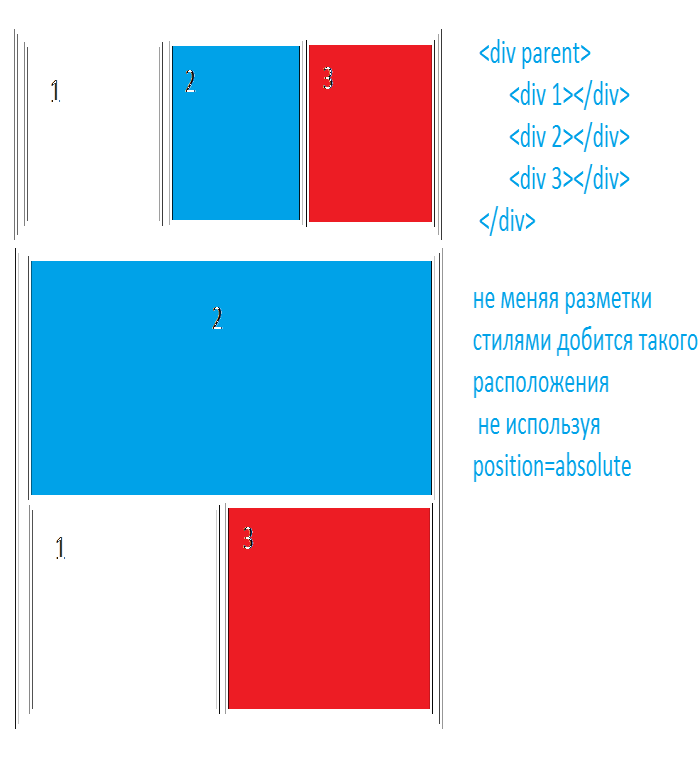 1
2
3
<div parent>
<div 1></div>
<div 2></div>
<div 3></div>
</div>
2
не меняя разметки
стилями добится такого
расположения
не используя
position=absolute
1
3